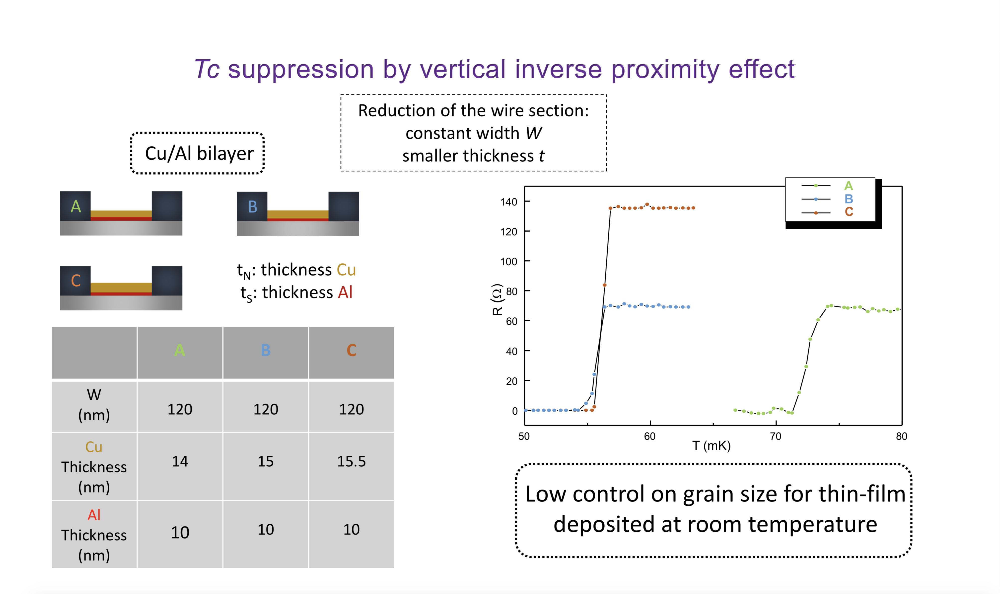 Tc suppression by vertical inverse proximity effect
Reduction of the wire section:
constant width W
smaller thickness t
Cu/Al bilayer
A
B
C
tN: thickness Cu
tS: thickness Al
A B C
W
(nm)
120 120 120
Cu
Thickness
(nm)
14 15 15.5
Al
Thickness
(nm)
10 10 10
A
B
C
140
120
100
80
60
40
20
0
R (Ω)
50 60 70 80
T (mK)
Low control on grain size for thin-film
deposited at room temperature